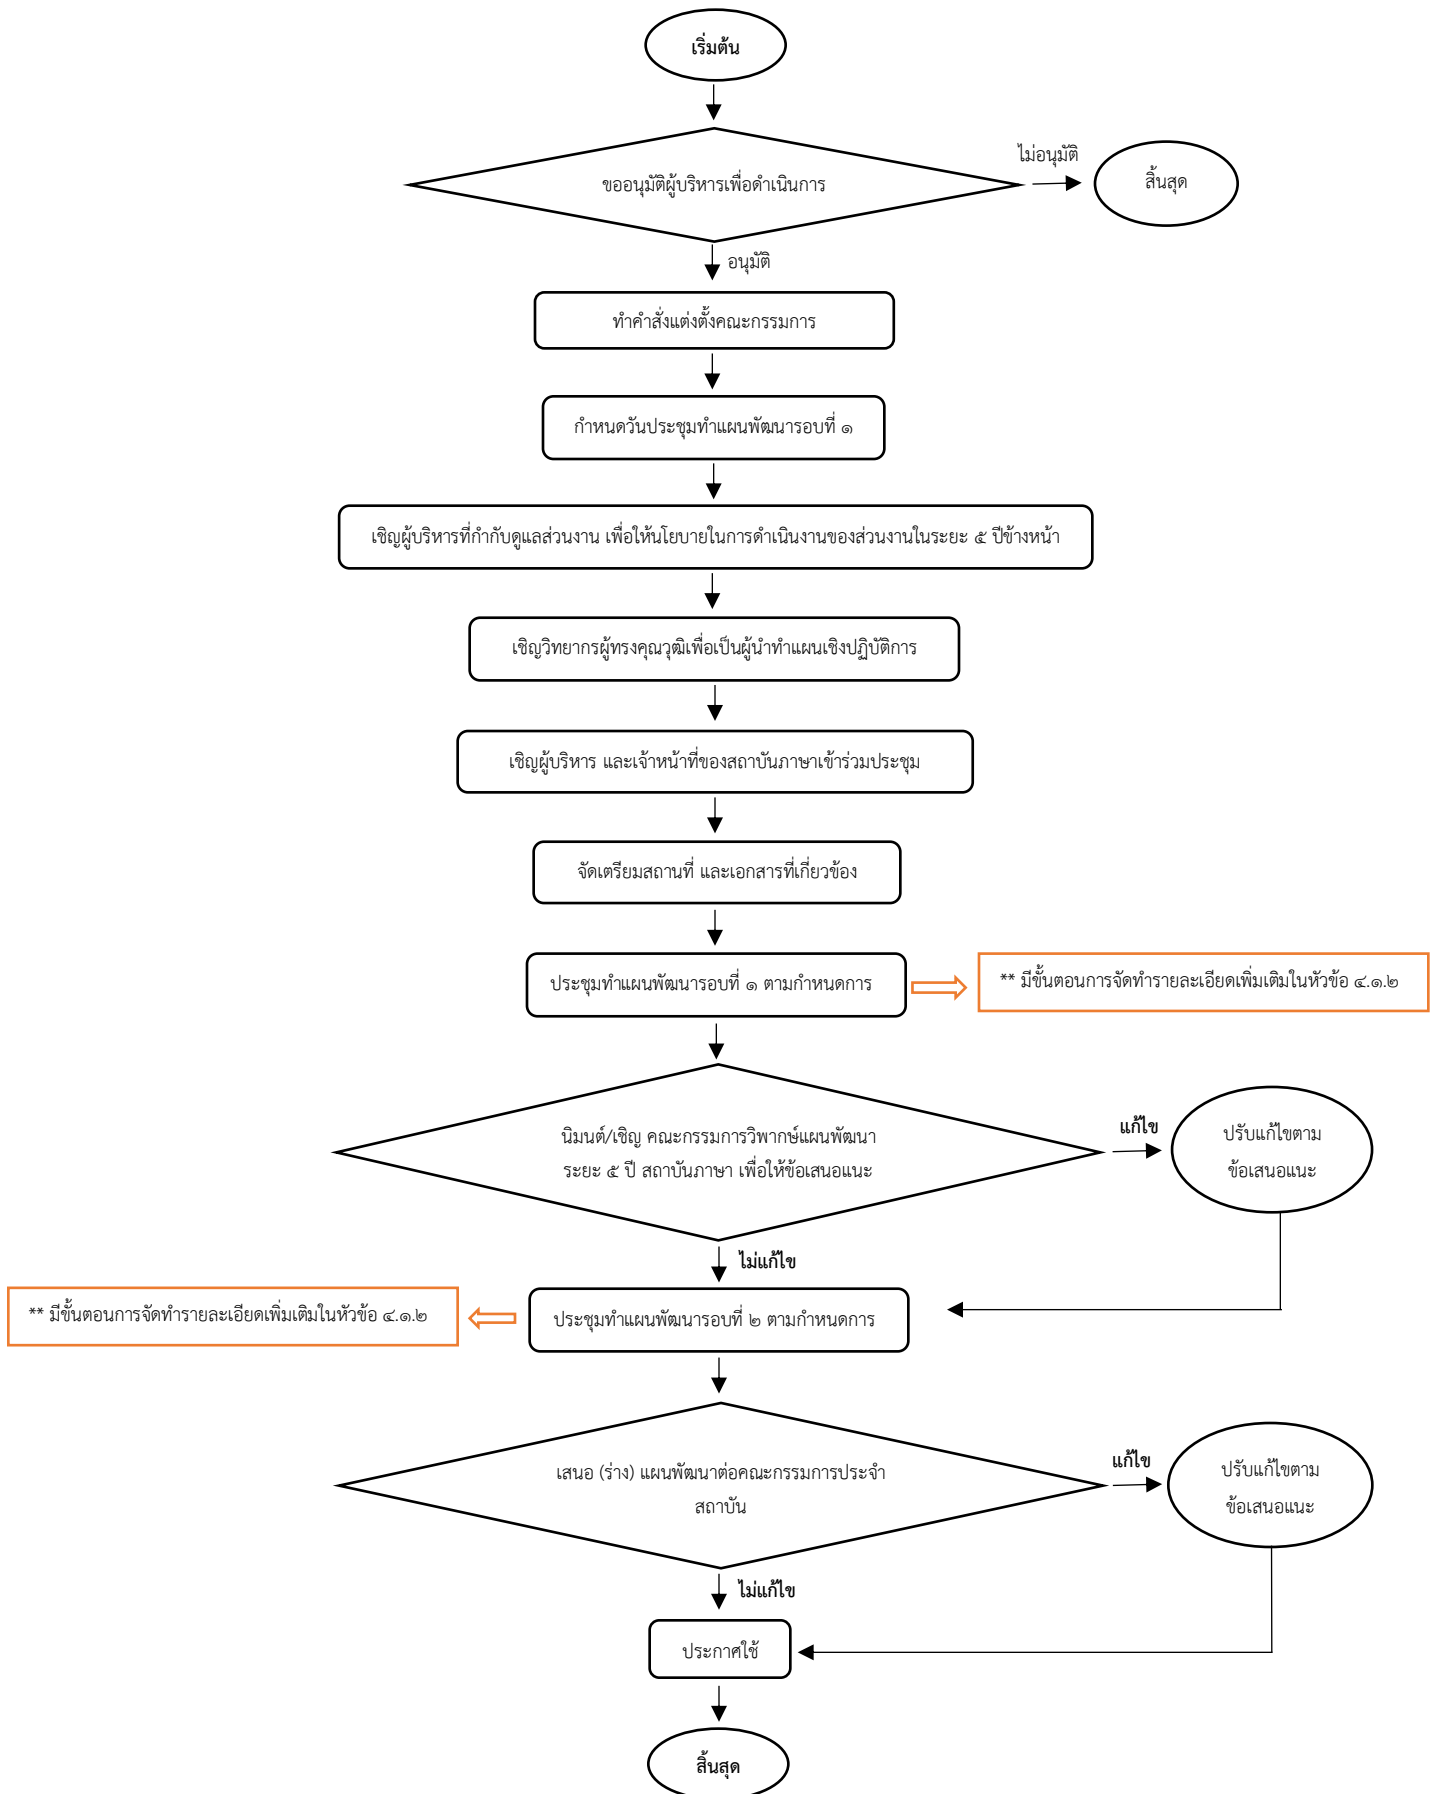 เริ่มต้น
ขออนุมัติผู้บริหารเพื่อดำเนินการ
ไม่อนุมัติ
สิ้นสุด
อนุมัติ
ทำคำสั่งแต่งตั้งคณะกรรมการ
กำหนดวันประชุมทำแผนพัฒนารอบที่ ๑
เชิญผู้บริหารที่กำกับดูแลส่วนงาน เพื่อให้นโยบายในการดำเนินงานของส่วนงานในระยะ ๕ ปีข้างหน้า
เชิญวิทยากรผู้ทรงคุณวุฒิเพื่อเป็นผู้นำทำแผนเชิงปฏิบัติการ
เชิญผู้บริหาร และเจ้าหน้าที่ของสถาบันภาษาเข้าร่วมประชุม
จัดเตรียมสถานที่ และเอกสารที่เกี่ยวข้อง
ประชุมทำแผนพัฒนารอบที่ ๑ ตามกำหนดการ
** มีขั้นตอนการจัดทำรายละเอียดเพิ่มเติมในหัวข้อ ๔.๑.๒
นิมนต์/เชิญ คณะกรรมการวิพากษ์แผนพัฒนา
ระยะ ๕ ปี สถาบันภาษา เพื่อให้ข้อเสนอแนะ
แก้ไข
ปรับแก้ไขตาม
ข้อเสนอแนะ
ไม่แก้ไข
** มีขั้นตอนการจัดทำรายละเอียดเพิ่มเติมในหัวข้อ ๔.๑.๒
ประชุมทำแผนพัฒนารอบที่ ๒ ตามกำหนดการ
เสนอ (ร่าง) แผนพัฒนาต่อคณะกรรมการประจำ
สถาบัน
แก้ไข
ปรับแก้ไขตาม
ข้อเสนอแนะ
ไม่แก้ไข
ประกาศใช้
สิ้นสุด